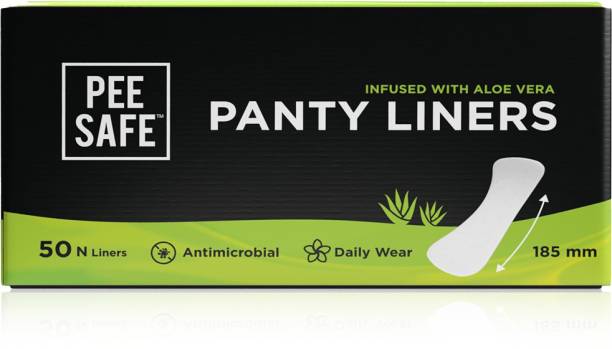 PEE
SAFE™
INFUSED WITH ALOE VERA
PANTY LINERS
50 N Liners
Antimicrobial
Daily Wear
185 mm